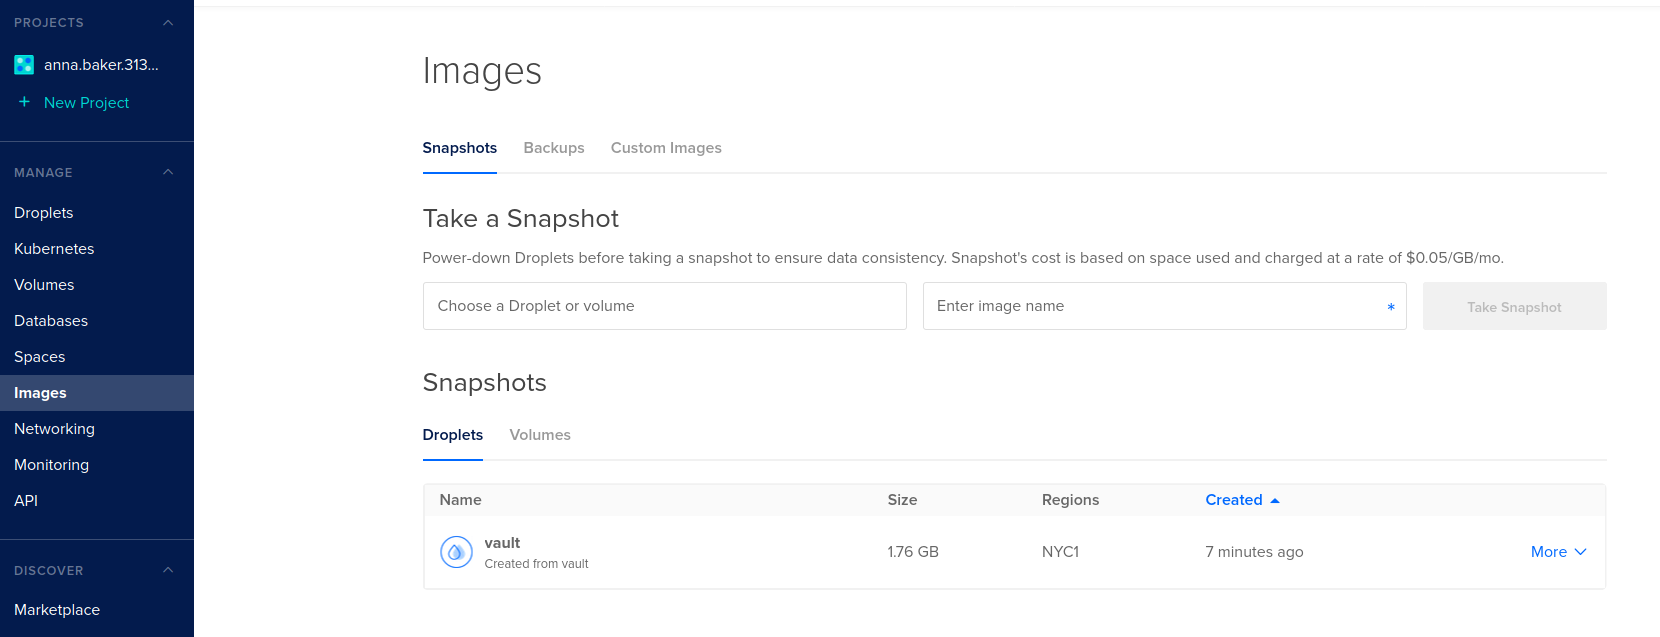 PROJECTS
anna.baker.313...
+ New Project
MANAGE
Droplets
Kubernetes
Volumes
Databases
Spaces
Images
Networking
Monitoring
API
DISCOVER
Marketplace
Images
Snapshots Backups Custom Images
Take a Snapshot
Power-down Droplets before taking a snapshot to ensure data consistency. Snapshot's cost is based on space used and charged at a rate of $0.05/GB/mo.
Choose a Droplet or volume Enter image name * Take Snapshot
Snapshots
Droplets Volumes
Name Size Regions Created
vault
Created from vault
1.76 GB NYC1 7 minutes ago More